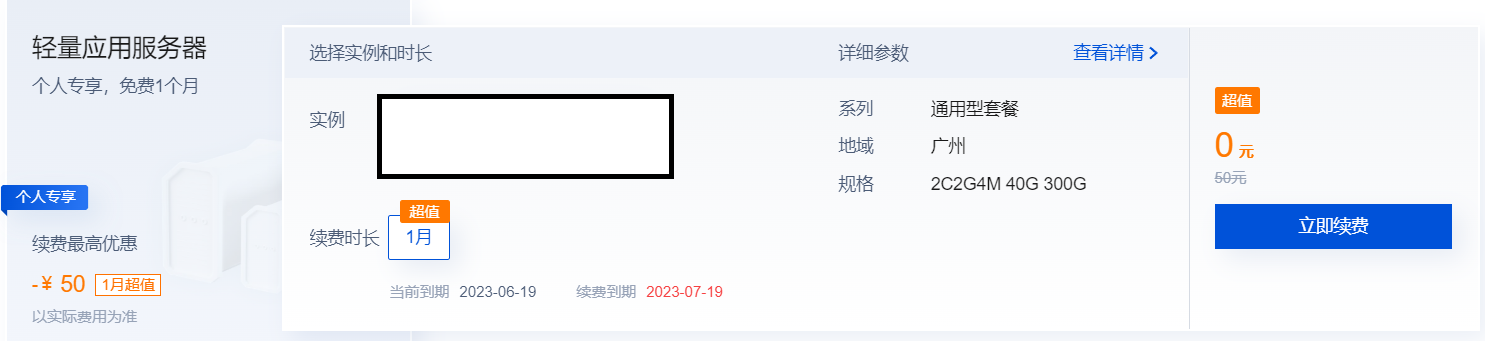 轻量应用服务器
个人专享，免费1个月
个人专享
续费最高优惠
-¥ 50 1月超值
以实际费用为准
选择实例和时长
实例
超值
续费时长 1月
当前到期 2023-06-19 续费到期 2023-07-19
详细参数 查看详情
系列 通用型套餐
地域 广州
规格 2C2G4M 40G 300G
超值
0 元
50元
立即续费